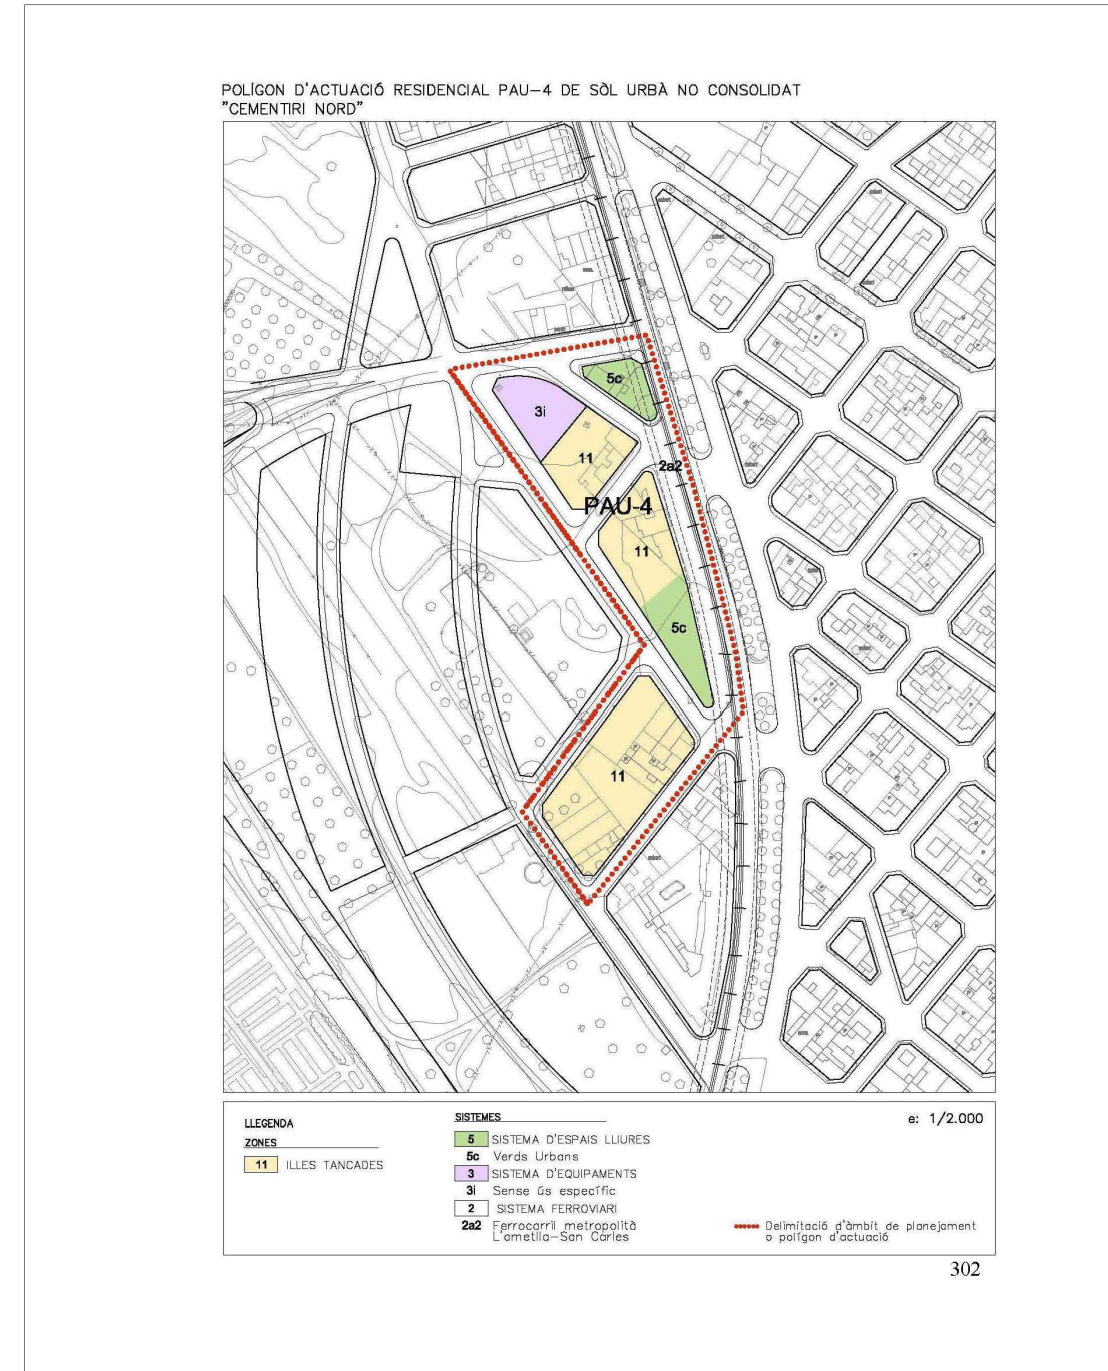 POLÍGON D'ACTUACIÓ RESIDENCIAL PAU-4 DE SÒL URBÀ NO CONSOLIDAT
"CEMENTIRI NORD"
5c
3i
11
2a2
PAU-4
11
5c
11
LLEGENDA
ZONES
11 ILLES TANCADES
SISTEMES
5 SISTEMA D'ESPAIS LLIURES
5c Verds Urbans
3 SISTEMA D'EQUIPAMENTS
3i Sense ús específic
2 SISTEMA FERROVIARI
2a2 Ferrocarril metropolità
L'ametlla-San Carles
e: 1/2.000
Delimitació d'àmbit de planejament
o polígon d'actuació
302